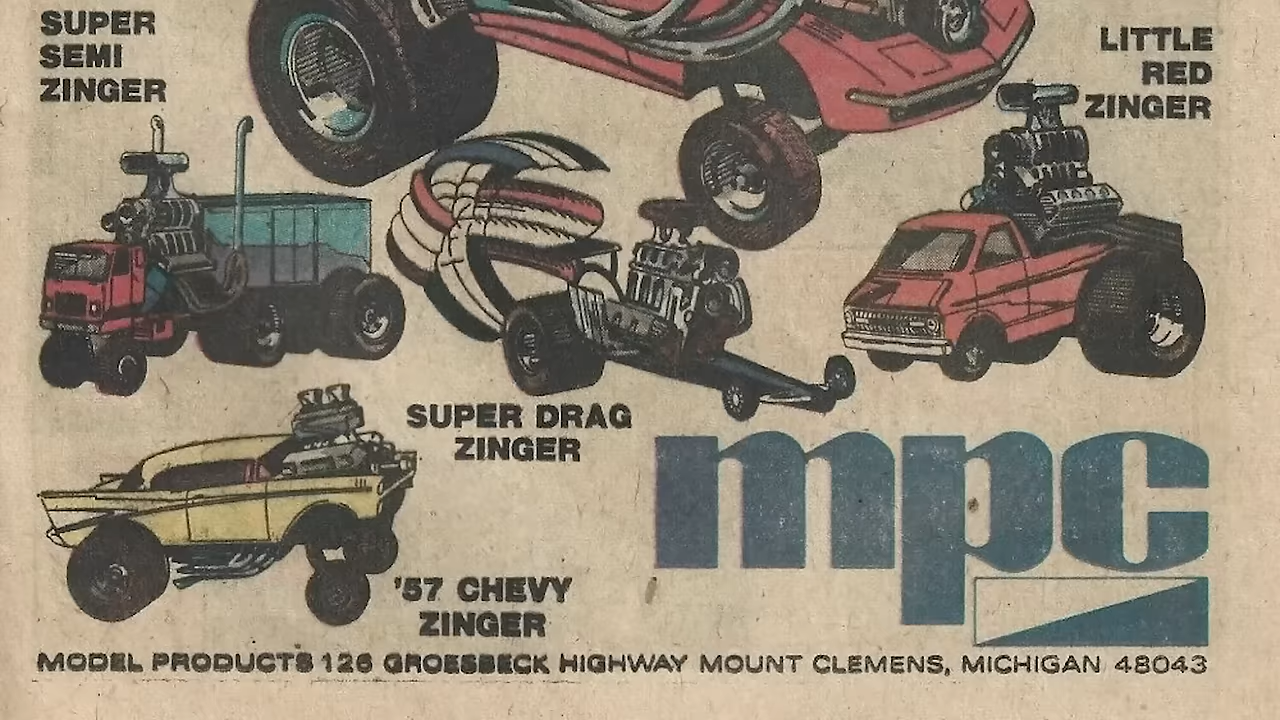 SUPER
SEMI
ZINGER
LITTLE
RED
ZINGER
SUPER DRAG
ZINGER
'57 CHEVY
ZINGER
mpc
MODEL PRODUCTS 126 GROESBECK HIGHWAY MOUNT CLEMENS, MICHIGAN 48043